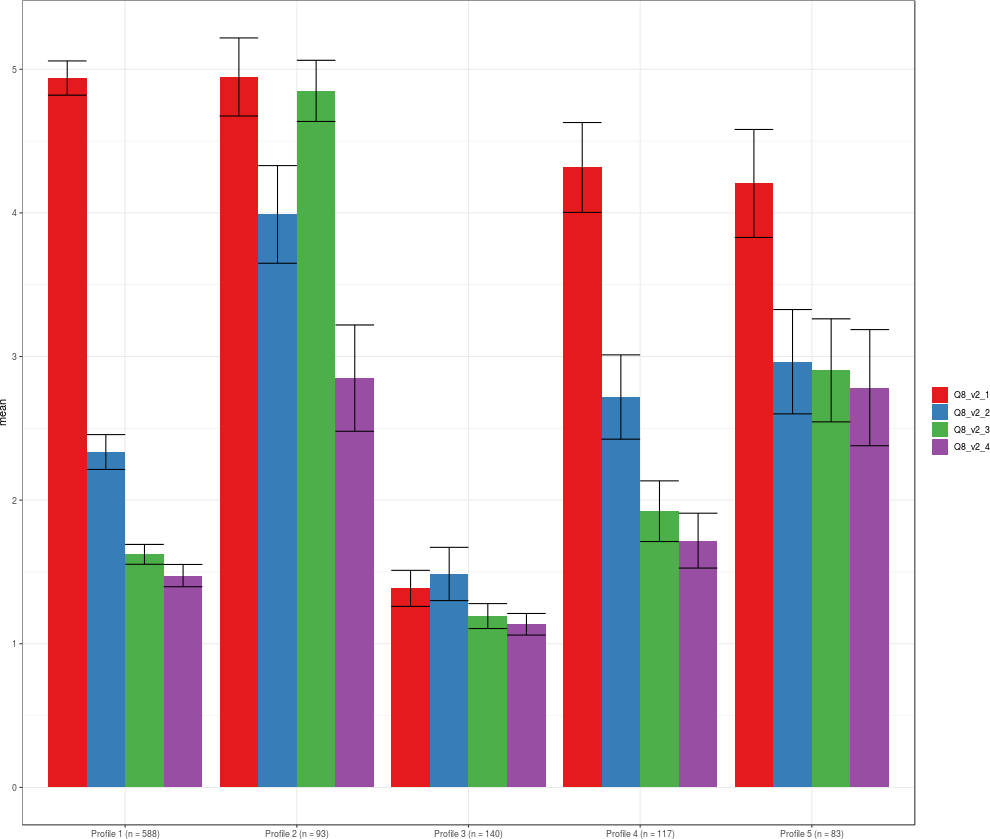 mean
5
4
3
2
1
0
Profile 1 (n = 588)
Profile 2 (n = 93)
Profile 3 (n = 140)
Profile 4 (n = 117)
Profile 5 (n = 83)
Q8_v2_1
Q8_v2_2
Q8_v2_3
Q8_v2_4